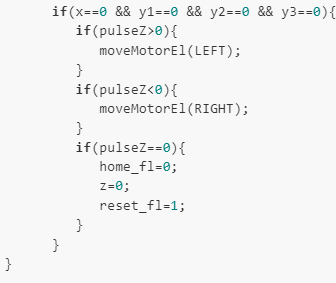 if(x==0 && y1==0 && y2==0 && y3==0){
if(pulseZ>0){
moveMotorEl(LEFT);
}
if(pulseZ<0){
moveMotorEl(RIGHT);
}
if(pulseZ==0){
home_fl=0;
z=0;
reset_fl=1;
}
}
}